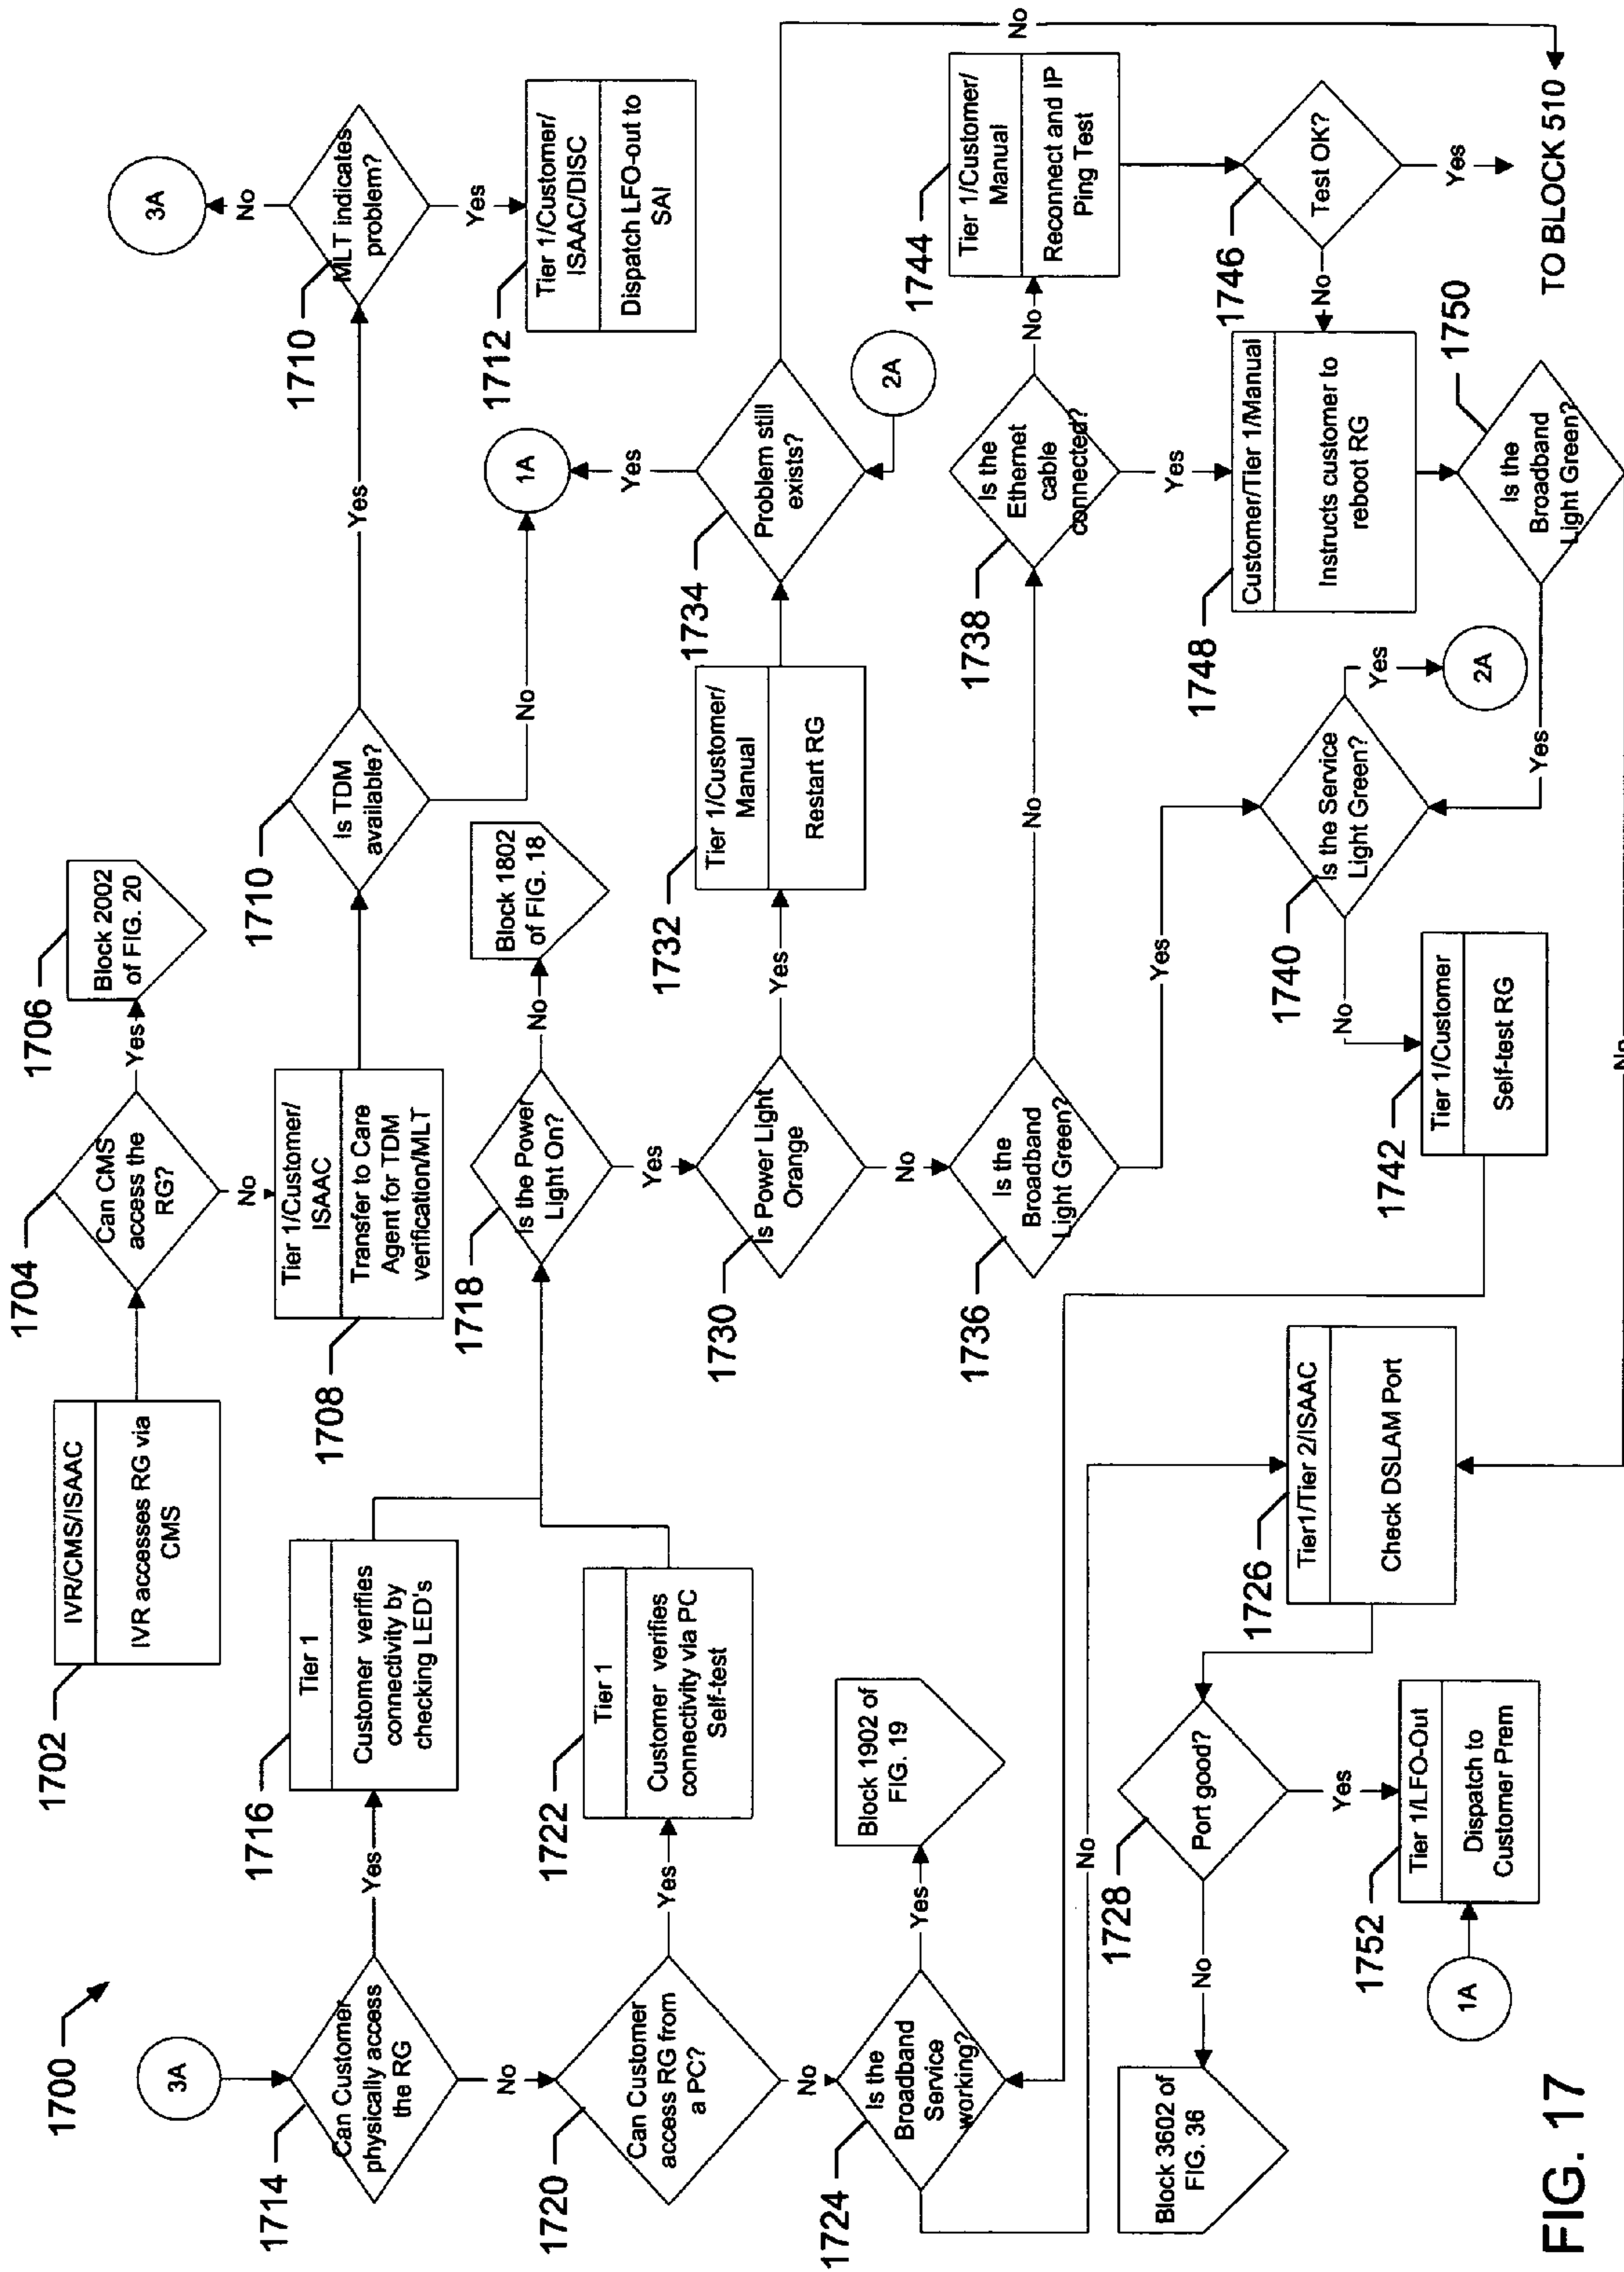 1700
1702
IVR/CMS/ISAAC
IVR accesses RG via
CMS
1704
Can CMS
access the
RG?
Yes
1706
Block 2002
of FIG. 20
No
1708
Tier 1/Customer/
ISAAC
Transfer to Care
Agent for TDM
verification/MLT
1710
Is TDM
available?
Yes
No
1710
MLT indicates
problem?
No
3A
Yes
1712
Tier 1/Customer/
ISAAC/DISC
Dispatch LFO-out to
SAI
1A
3A
1714
Can Customer
physically access
the RG
Yes
1716
Tier 1
Customer verifies
connectivity by
checking LED's
No
1720
Can Customer
access RG from
a PC?
Yes
1722
Tier 1
Customer verifies
connectivity via PC
Self-test
No
1718
Is the Power
Light On?
No
Block 1802
of FIG. 18
Yes
1730
Is Power Light
Orange
Yes
1732
Tier 1/Customer/
Manual
Restart RG
1734
Problem still
exists?
Yes
No
2A
No
1736
Is the
Broadband
Light Green?
No
Yes
1738
Is the
Ethernet
cable
connected?
No
Yes
1744
Tier 1/Customer/
Manual
Reconnect and IP
Ping Test
1746
Test OK?
No
Yes
TO BLOCK 510
1748
Customer/Tier 1/Manual
Instructs customer to
reboot RG
1750
Is the
Broadband
Light Green?
Yes
No
1740
Is the Service
Light Green?
Yes
2A
No
1742
Tier 1/Customer
Self-test RG
1724
Is the
Broadband
Service
working?
Yes
Block 1902 of
FIG. 19
No
1726
Tier1/Tier 2/ISAAC
Check DSLAM Port
1728
Port good?
No
Block 3602 of
FIG. 36
Yes
1752
Tier 1/LFO-Out
Dispatch to
Customer Prem
1A
FIG. 17